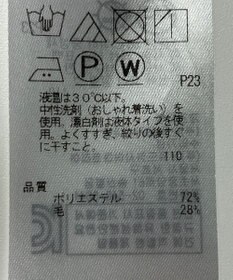 P
W
P23
液温は30℃以下。
中性洗剤（おしゃれ着洗い）を
使用、漂白剤は液体タイプを使
用。よくすすぎ、絞りの後すぐ
に干すこと。
110
品質
ポリエステル 72%
毛 28%